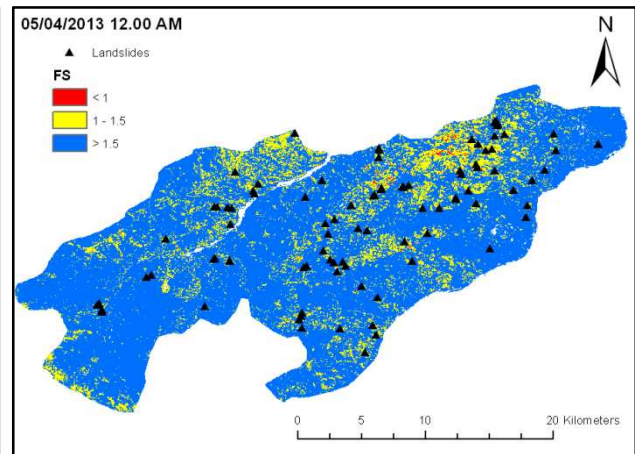 05/04/2013 12.00 AM
N
Landslides
FS
< 1
1 - 1.5
> 1.5
0 5 10 20 Kilometers